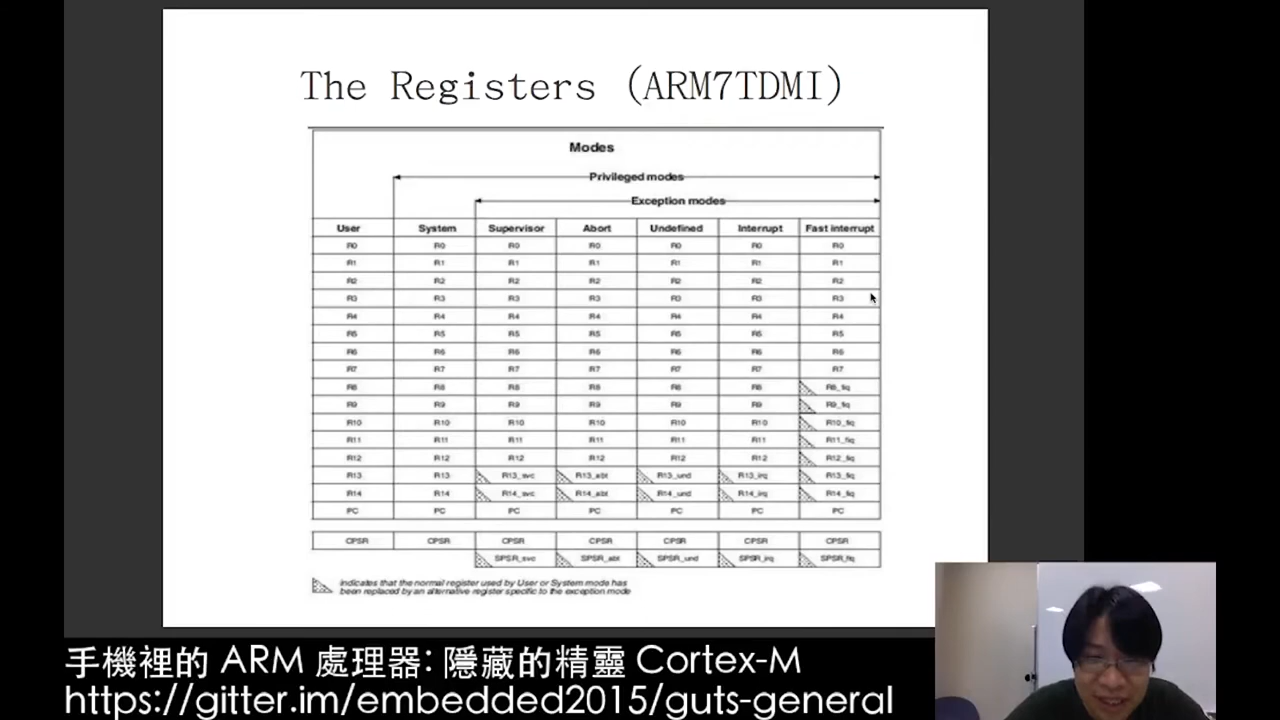 The Registers (ARM7TDMI)
Modes
Privileged modes
Exception modes
User System Supervisor Abort Undefined Interrupt Fast interrupt
R0 R0 R0 R0 R0 R0 R0
R1 R1 R1 R1 R1 R1 R1
R2 R2 R2 R2 R2 R2 R2
R3 R3 R3 R3 R3 R3 R3
R4 R4 R4 R4 R4 R4 R4
R5 R5 R5 R5 R5 R5 R5
R6 R6 R6 R6 R6 R6 R6
R7 R7 R7 R7 R7 R7 R7
R8 R8 R8 R8 R8 R8 R8_fiq
R9 R9 R9 R9 R9 R9 R9_fiq
R10 R10 R10 R10 R10 R10 R10_fiq
R11 R11 R11 R11 R11 R11 R11_fiq
R12 R12 R12 R12 R12 R12 R12_fiq
R13 R13 R13_svc R13_abt R13_und R13_irq R13_fiq
R14 R14 R14_svc R14_abt R14_und R14_irq R14_fiq
PC PC PC PC PC PC PC
CPSR CPSR CPSR CPSR CPSR CPSR CPSR
SPSR_svc SPSR_abt SPSR_und SPSR_irq SPSR_fiq
indicates that the normal register used by User or System mode has
been replaced by an alternative register specific to the exception mode
手機裡的 ARM 處理器: 隱藏的精靈 Cortex-M
https://gitter.im/embedded2015/guts-general